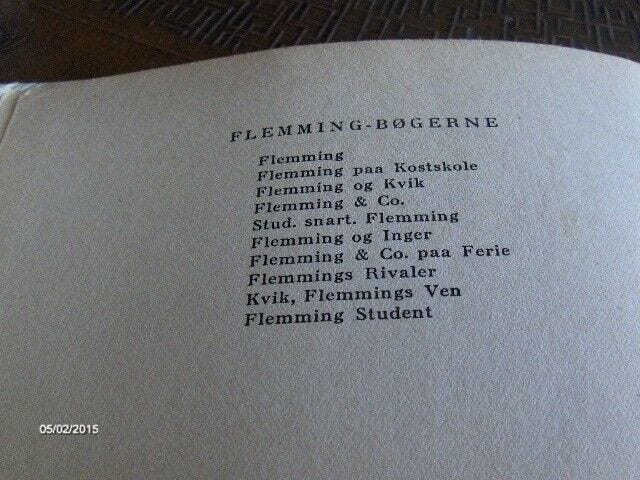 FLEMMING-BØGERNE
Flemming
Flemming paa Kostskole
Flemming og Kvik
Flemming & Co.
Stud. snart. Flemming
Flemming og Inger
Flemming & Co. paa Ferie
Flemmings Rivaler
Kvik, Flemmings Ven
Flemming Student
05/02/2015